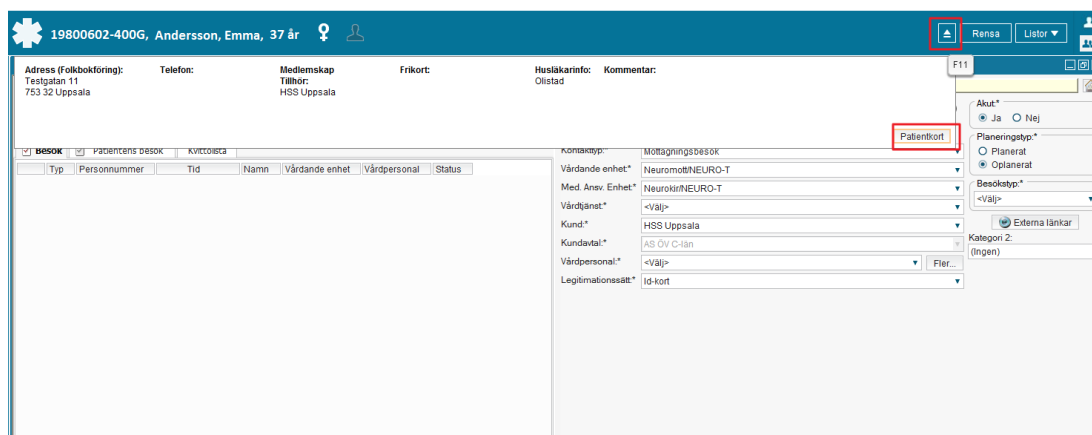 19800602-400G, Andersson, Emma, 37 år
Rensa
Listor
F11
Adress (Folkbokföring):
Testgatan 11
753 32 Uppsala
Telefon:
Medlemskap
Tillhör:
HSS Uppsala
Frikort:
Husläkarinfo:
Olistad
Kommentar:
Patientkort
Besök
Patientens besök
Kvittolista
Typ Personnummer Tid Namn Vårdande enhet Vårdpersonal Status
Kontakttyp:* Mottagningsbesök
Vårdande enhet:* Neuromott/NEURO-T
Med. Ansv. Enhet:* Neurokir/NEURO-T
Vårdtjänst:* <Välj>
Kund:* HSS Uppsala
Kundavtal:* AS ÖV C-län
Vårdpersonal:* <Välj> Fler...
Legitimationssätt:* Id-kort
Akut:*
Ja Nej
Planeringstyp:*
Planerat
Oplanerat
Besökstyp:*
<Välj>
Externa länkar
Kategori 2:
(Ingen)